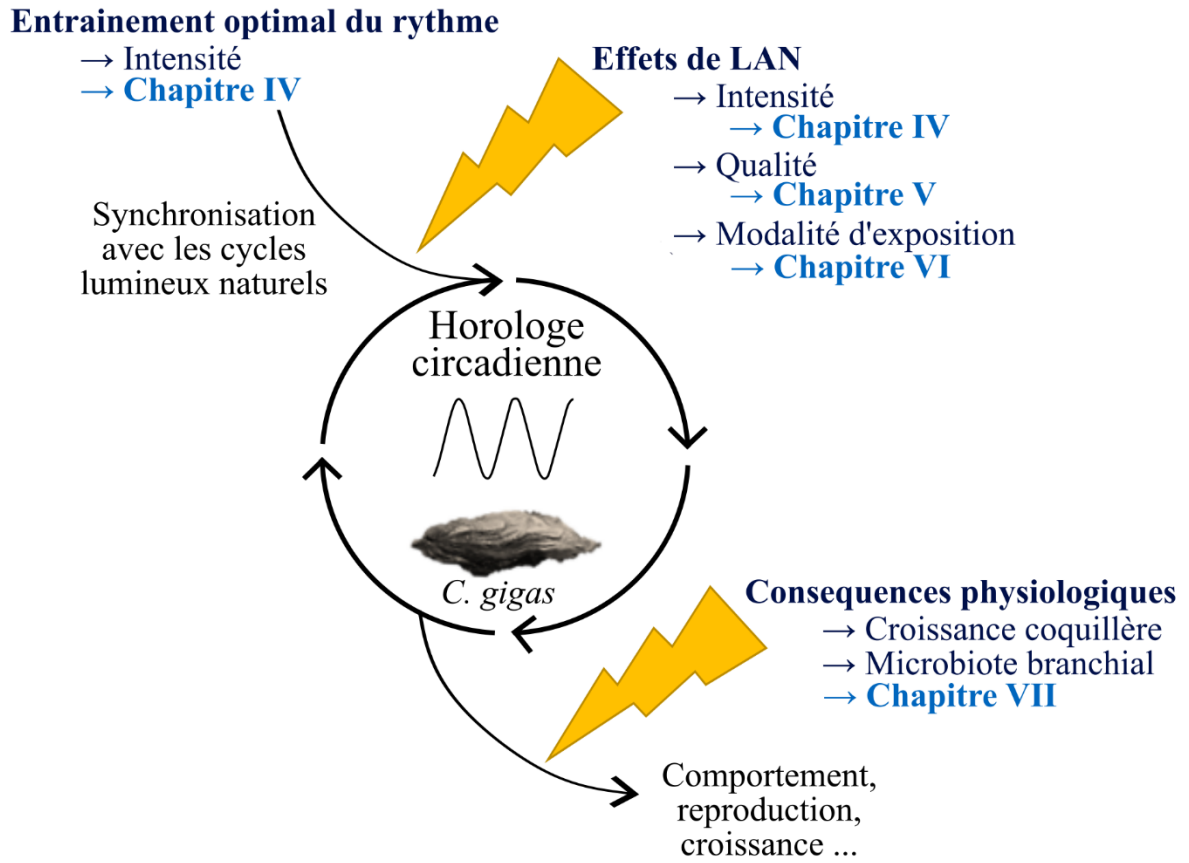 Entrainement optimal du rythme
→ Intensité
→ Chapitre IV
Effets de LAN
→ Intensité
→ Chapitre IV
→ Qualité
→ Chapitre V
→ Modalité d'exposition
→ Chapitre VI
Synchronisation
avec les cycles
lumineux naturels
Horologe
circadienne
C. gigas
Consequences physiologiques
→ Croissance coquillère
→ Microbiote branchial
→ Chapitre VII
Comportement,
reproduction,
croissance ...